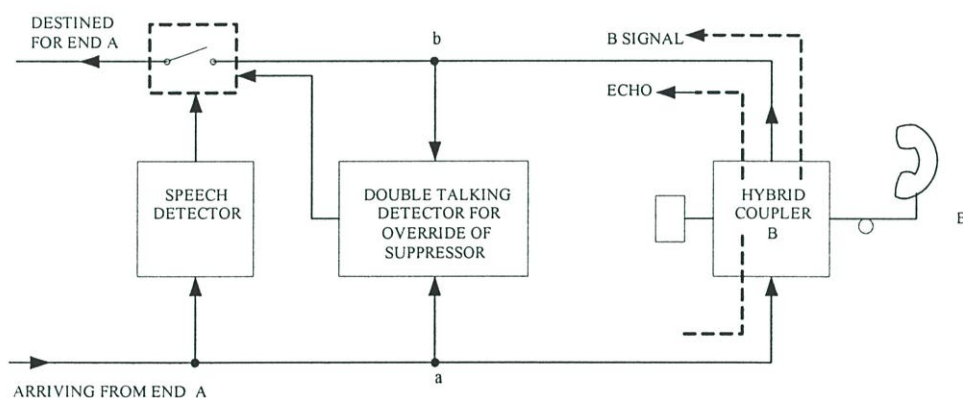 DESTINED
FOR END A
b
B SIGNAL
ECHO
SPEECH
DETECTOR
DOUBLE TALKING
DETECTOR FOR
OVERRIDE OF
SUPPRESSOR
HYBRID
COUPLER
B
a
ARRIVING FROM END A